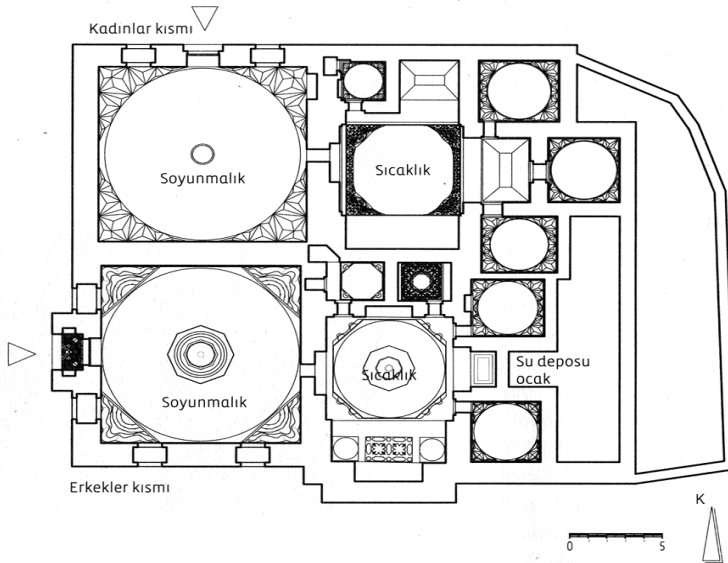 Kadınlar kısmı
Soyunmalık
Sıcaklık
Su deposu
ocak
Sıcaklık
Soyunmalık
Erkekler kısmı
K
0 5